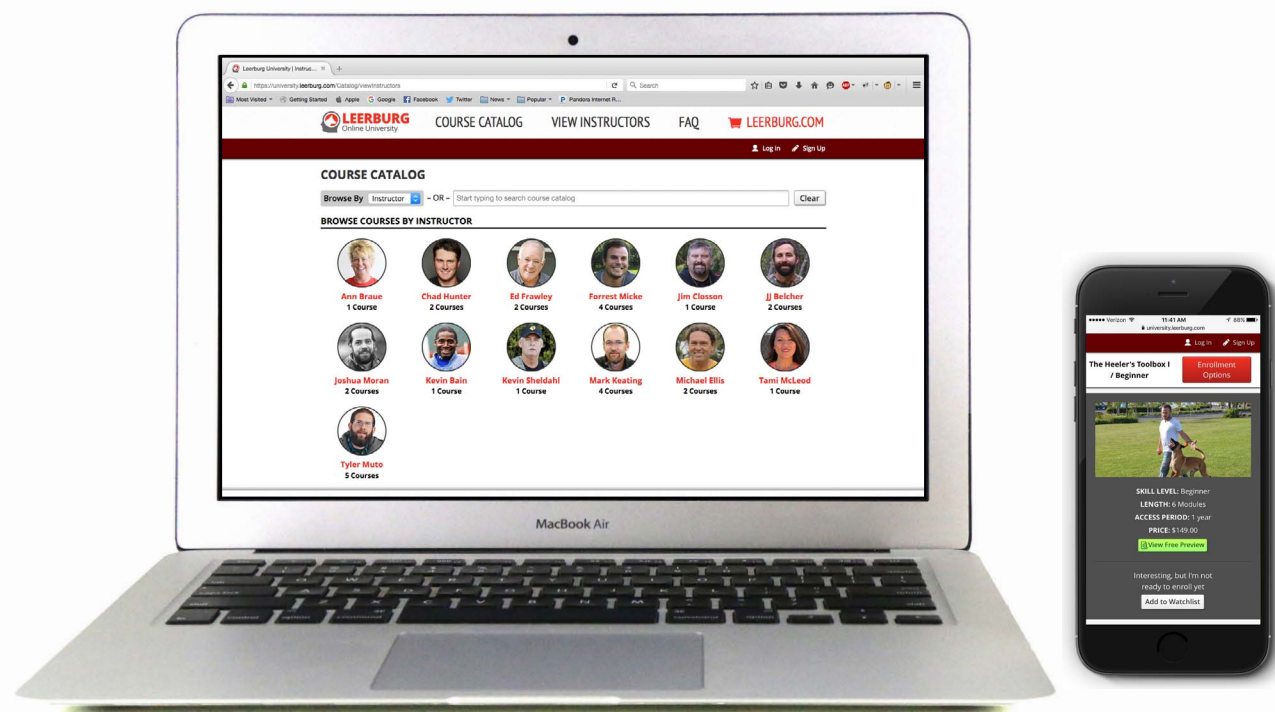 Leerburg University | Instruc...
https://university.leerburg.com/Catalog/viewInstructors
Search
Most Visited
Getting Started
Apple
Google
Facebook
Twitter
News
Popular
Pandora Internet R...
LEERBURG
Online University
COURSE CATALOG
VIEW INSTRUCTORS
FAQ
LEERBURG.COM
Log In
Sign Up
COURSE CATALOG
Browse By Instructor – OR – Start typing to search course catalog Clear
BROWSE COURSES BY INSTRUCTOR
Ann Braue
1 Course
Chad Hunter
2 Courses
Ed Frawley
2 Courses
Forrest Micke
4 Courses
Jim Closson
1 Course
JJ Belcher
2 Courses
Joshua Moran
2 Courses
Kevin Bain
1 Course
Kevin Sheldahl
1 Course
Mark Keating
4 Courses
Michael Ellis
2 Courses
Tami McLeod
1 Course
Tyler Muto
5 Courses
MacBook Air
Verizon 11:41 AM 88%
university.leerburg.com
Log In Sign Up
The Heeler's Toolbox I
/ Beginner
Enrollment
Options
SKILL LEVEL: Beginner
LENGTH: 6 Modules
ACCESS PERIOD: 1 year
PRICE: $149.00
View Free Preview
Interesting, but I'm not
ready to enroll yet
Add to Watchlist